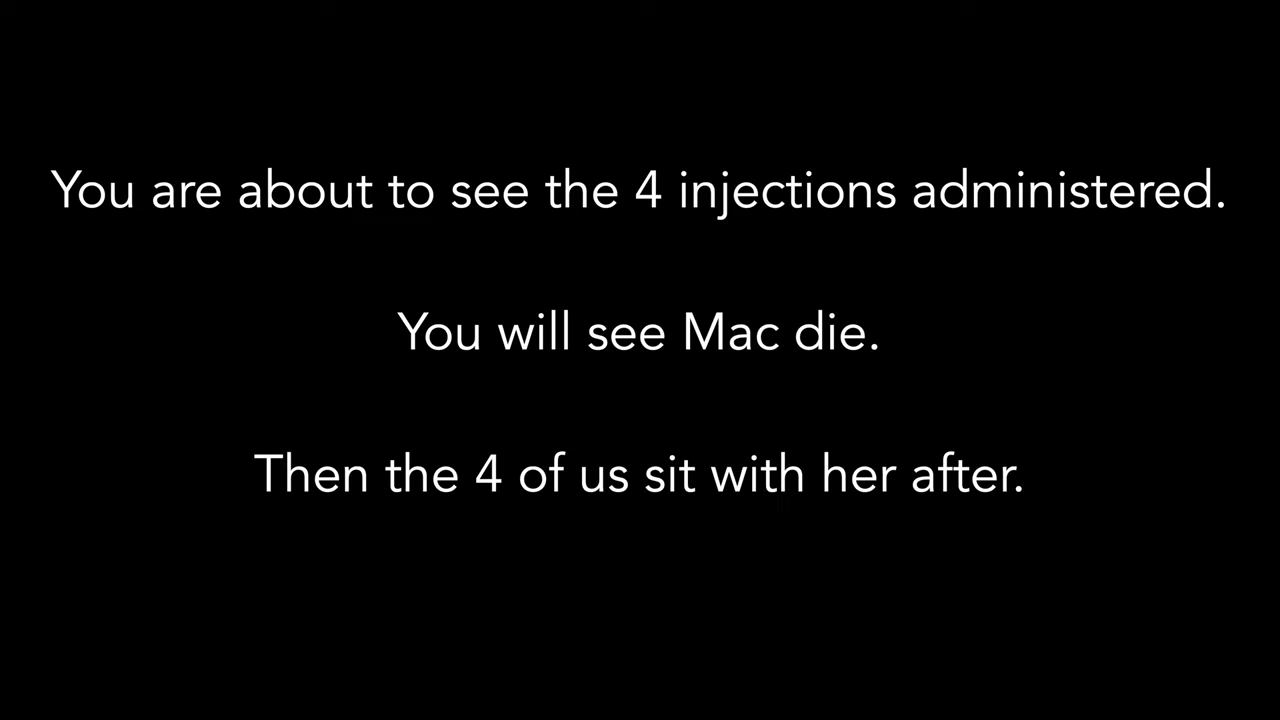 You are about to see the 4 injections administered.
You will see Mac die.
Then the 4 of us sit with her after.